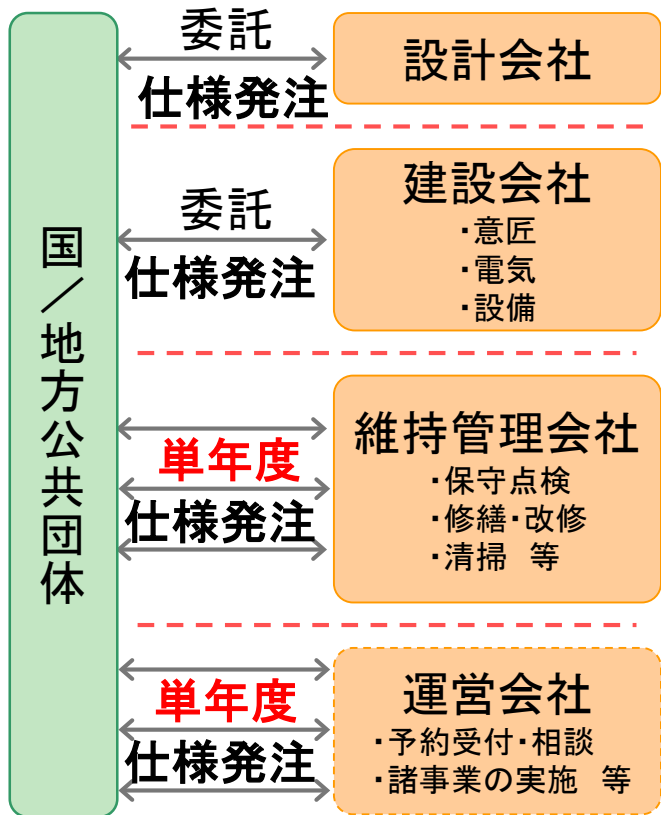 国／地方公共団体
委託
仕様発注
設計会社
委託
仕様発注
建設会社
・意匠
・電気
・設備
単年度
仕様発注
維持管理会社
・保守点検
・修繕・改修
・清掃　等
単年度
仕様発注
運営会社
・予約受付・相談
・諸事業の実施　等